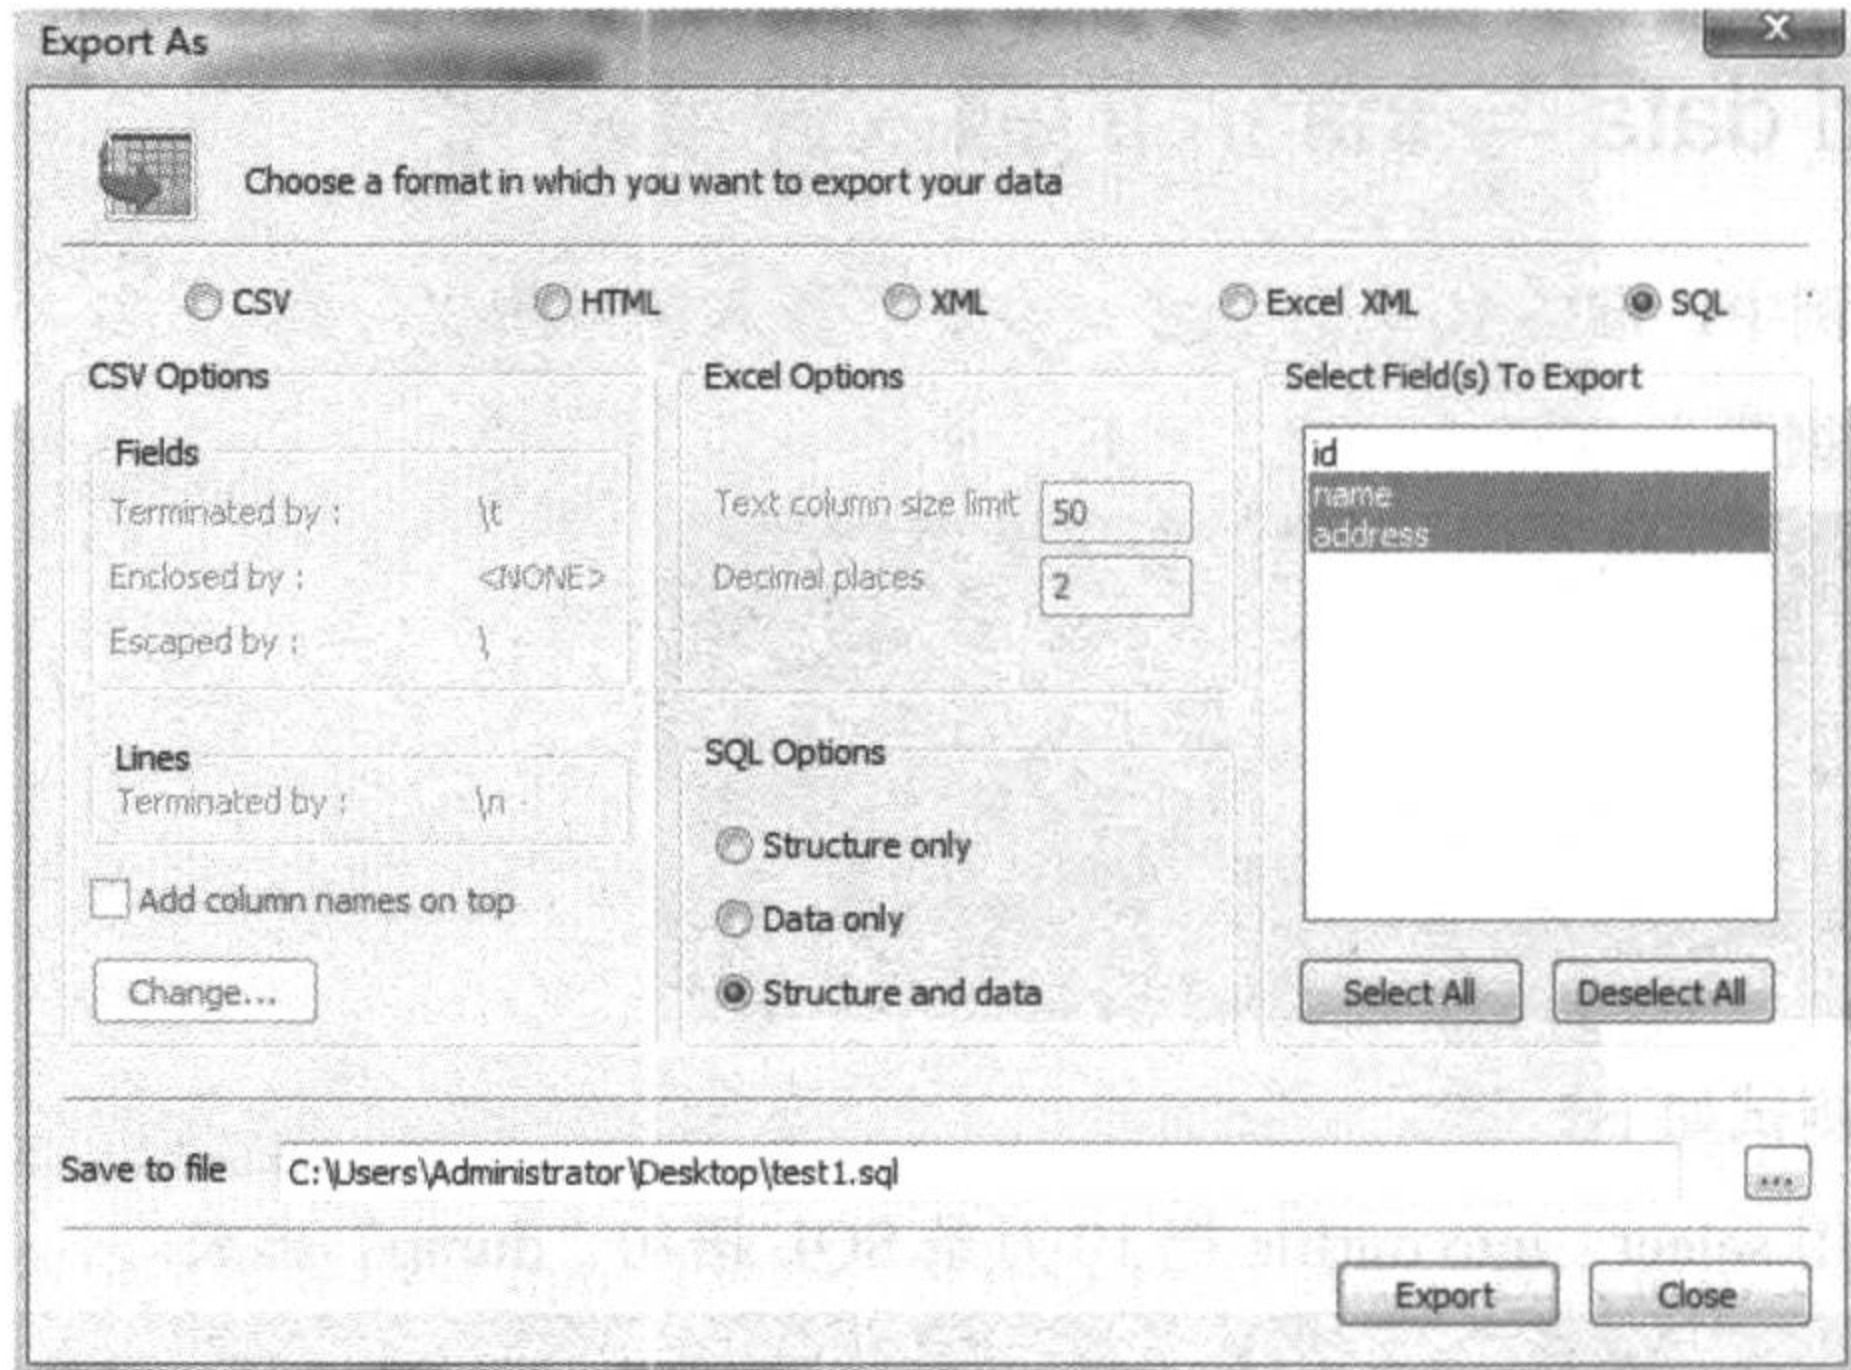 Export As
X
Choose a format in which you want to export your data
CSV HTML XML Excel XML SQL
CSV Options
Fields
Terminated by : \t
Enclosed by : <NONE>
Escaped by : \
Lines
Terminated by : \n
Add column names on top
Change...
Excel Options
Text column size limit 50
Decimal places 2
SQL Options
Structure only
Data only
Structure and data
Select Field(s) To Export
id
name
address
Select All Deselect All
Save to file C:\Users\Administrator\Desktop\test1.sql ...
Export Close